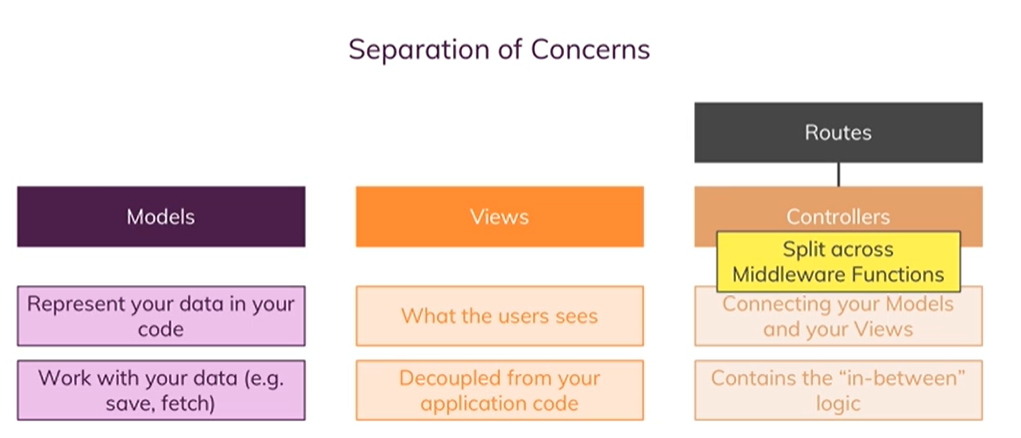 Separation of Concerns
Routes
Models
Views
Controllers
Split across
Middleware Functions
Represent your data in your
code
What the users sees
Connecting your Models
and your Views
Work with your data (e.g.
save, fetch)
Decoupled from your
application code
Contains the “in-between”
logic